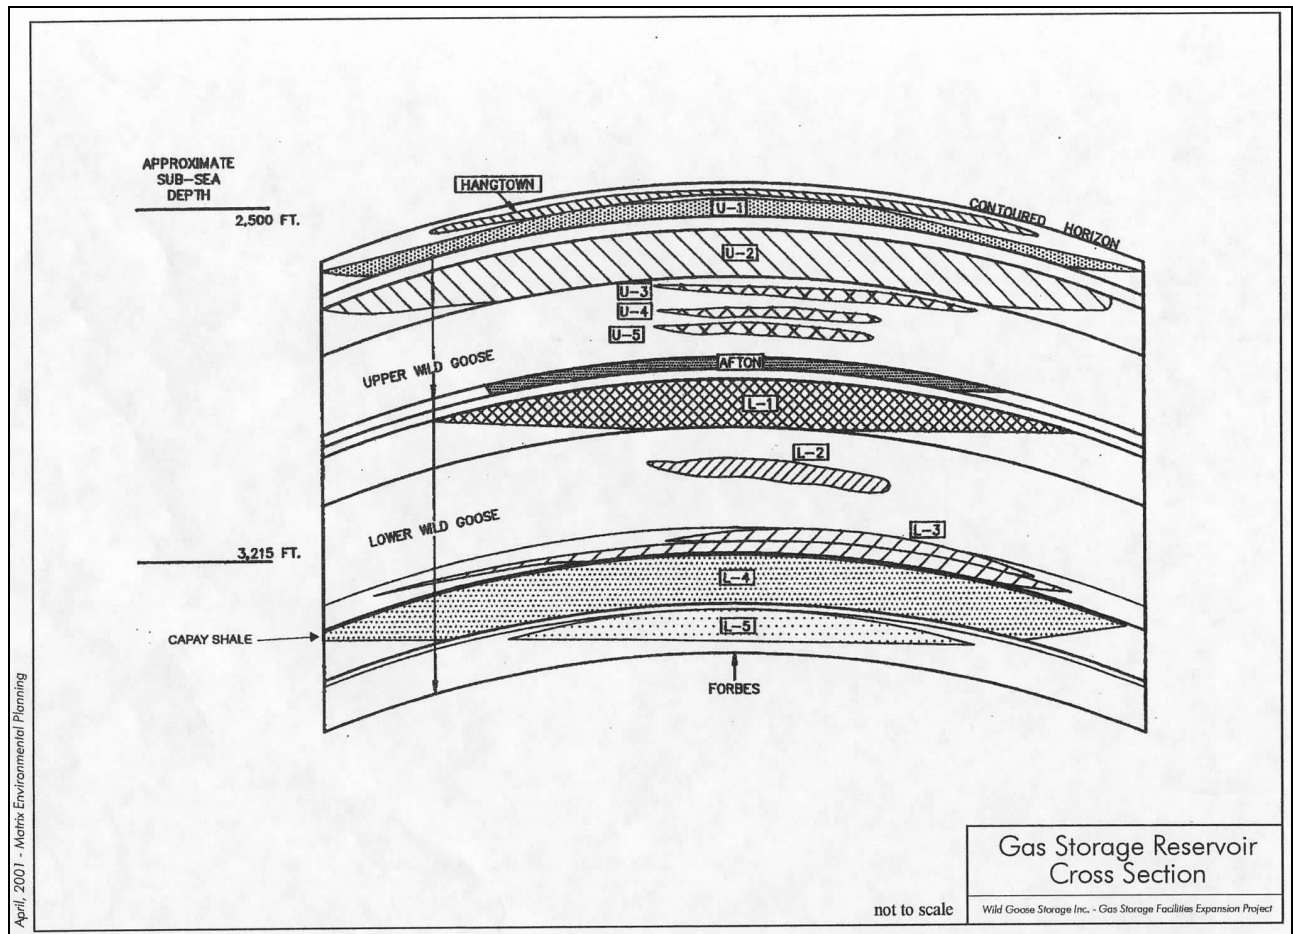 APPROXIMATE
SUB-SEA
DEPTH
2,500 FT.
HANGTOWN
U-1
CONTOURED HORIZON
U-2
U-3
U-4
U-5
UPPER WILD GOOSE
AFTON
L-1
L-2
LOWER WILD GOOSE
L-3
3,215 FT.
L-4
CAPAY SHALE
L-5
FORBES
April, 2001 - Matrix Environmental Planning
not to scale
Gas Storage Reservoir
Cross Section
Wild Goose Storage Inc. - Gas Storage Facilities Expansion Project